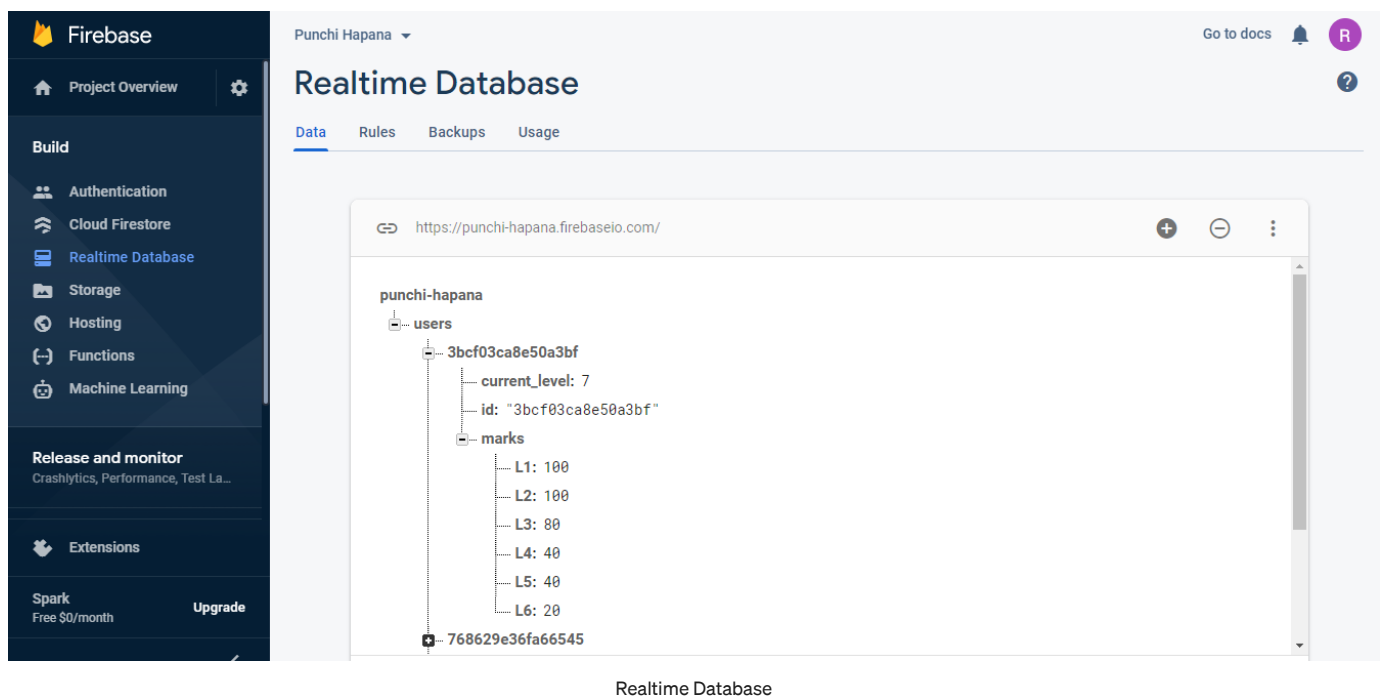 Firebase
Project Overview
Build
Authentication
Cloud Firestore
Realtime Database
Storage
Hosting
Functions
Machine Learning
Release and monitor
Crashlytics, Performance, Test La...
Extensions
Spark
Free $0/month
Upgrade
Punchi Hapana
Go to docs
R
Realtime Database
?
Data Rules Backups Usage
https://punchi-hapana.firebaseio.com/
punchi-hapana
users
3bcf03ca8e50a3bf
current_level: 7
id: "3bcf03ca8e50a3bf"
marks
L1: 100
L2: 100
L3: 80
L4: 40
L5: 40
L6: 20
768629e36fa66545
Realtime Database